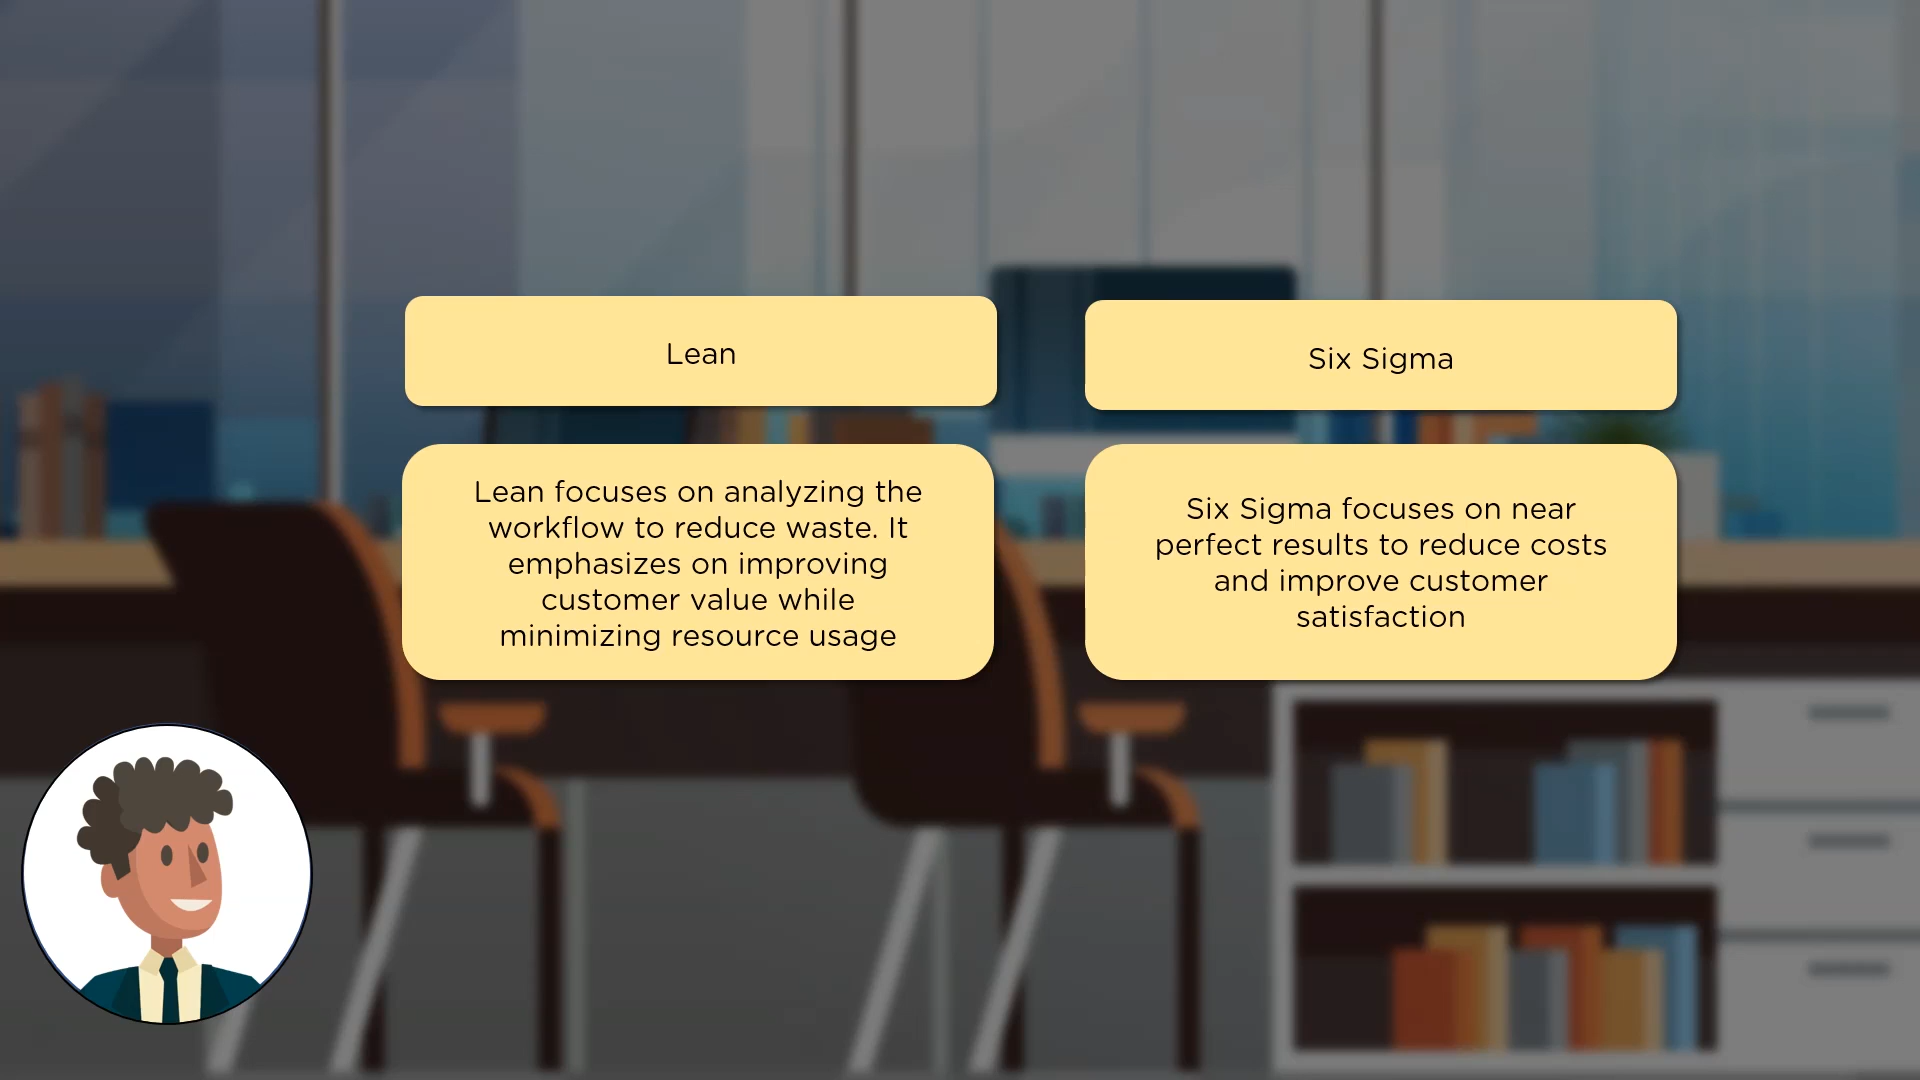 Lean
Six Sigma
Lean focuses on analyzing the
workflow to reduce waste. It
emphasizes on improving
customer value while
minimizing resource usage
Six Sigma focuses on near
perfect results to reduce costs
and improve customer
satisfaction